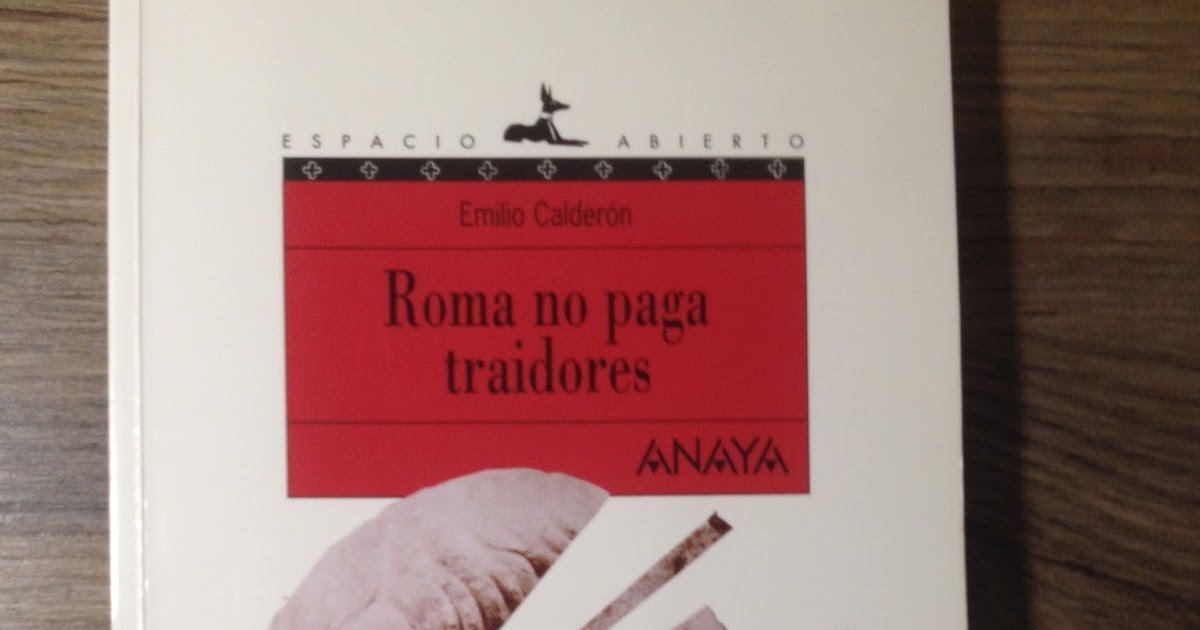 ESPACIO ABIERTO
Emilio Calderón
Roma no paga
traidores
ANAYA